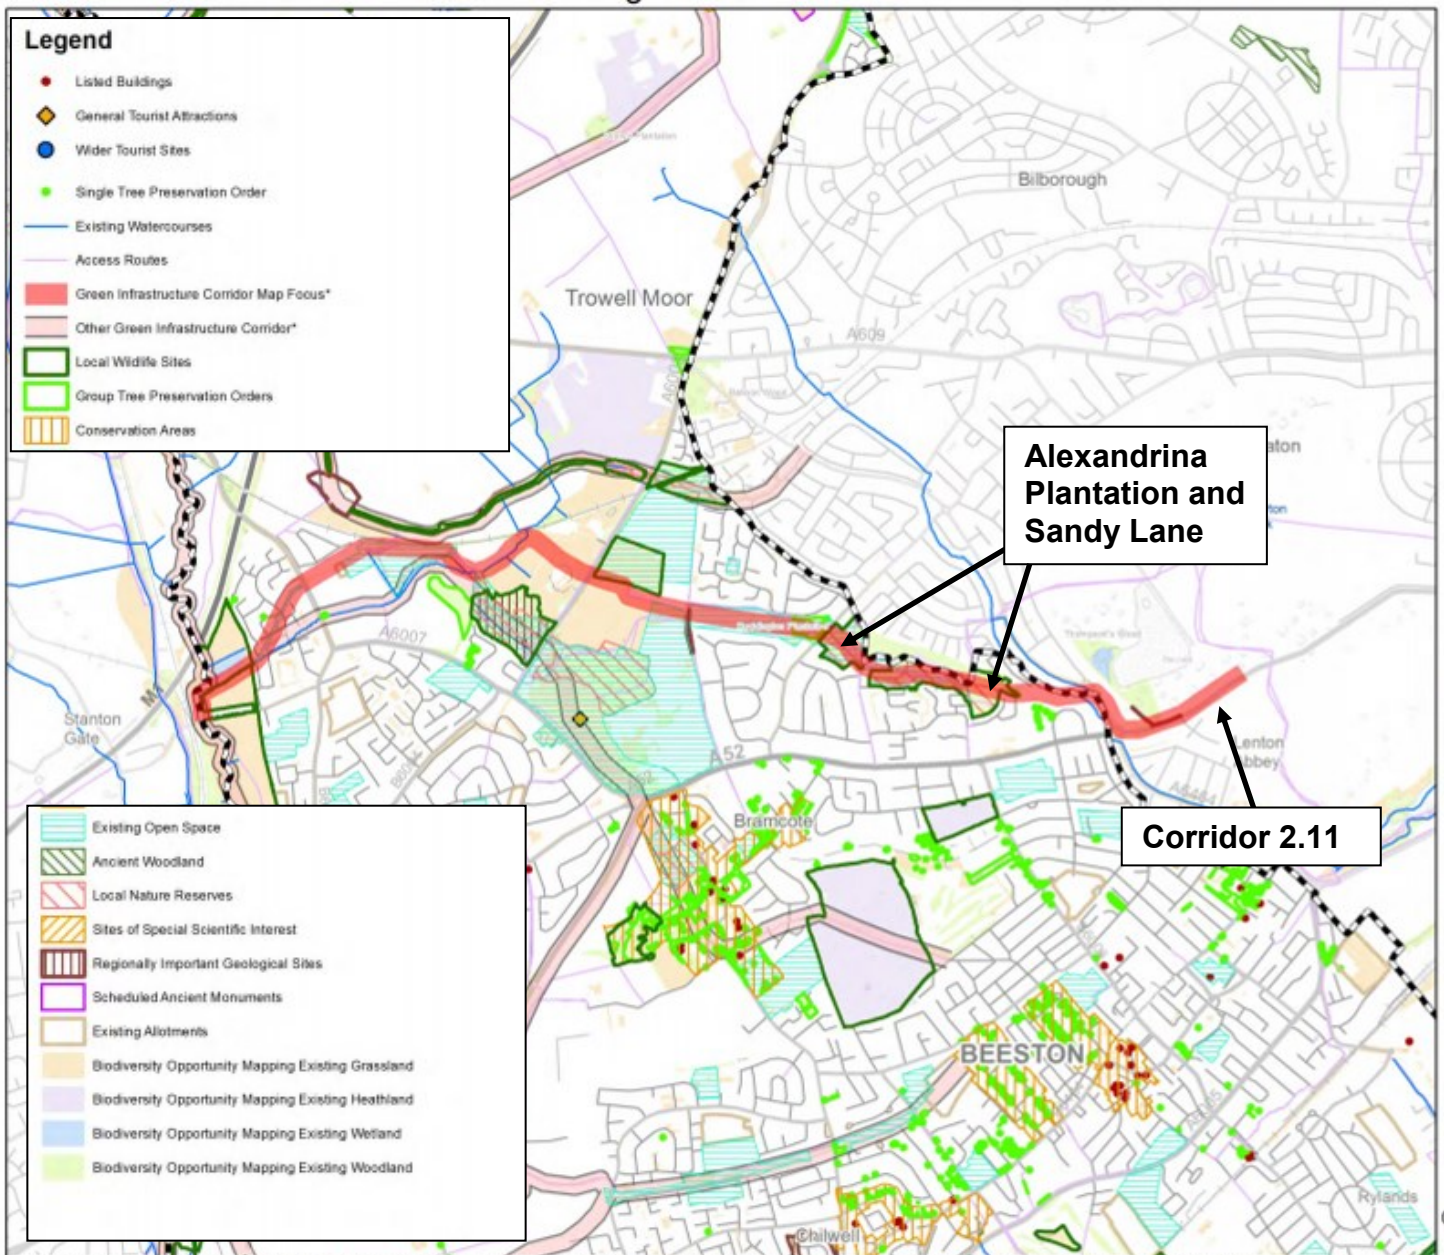 Legend
Listed Buildings
General Tourist Attractions
Wider Tourist Sites
Single Tree Preservation Order
Existing Watercourses
Access Routes
Green Infrastructure Corridor Map Focus*
Other Green Infrastructure Corridor*
Local Wildlife Sites
Group Tree Preservation Orders
Conservation Areas
Bilborough
Trowell Moor
A609
Alexandrina
Plantation and
Sandy Lane
A6007
Stanton
Gate
A52
Lenton
Abbey
A6464
Bramcote
Corridor 2.11
Existing Open Space
Ancient Woodland
Local Nature Reserves
Sites of Special Scientific Interest
Regionally Important Geological Sites
Scheduled Ancient Monuments
Existing Allotments
Biodiversity Opportunity Mapping Existing Grassland
Biodiversity Opportunity Mapping Existing Heathland
Biodiversity Opportunity Mapping Existing Wetland
Biodiversity Opportunity Mapping Existing Woodland
BEESTON
Rylands
Chilwell